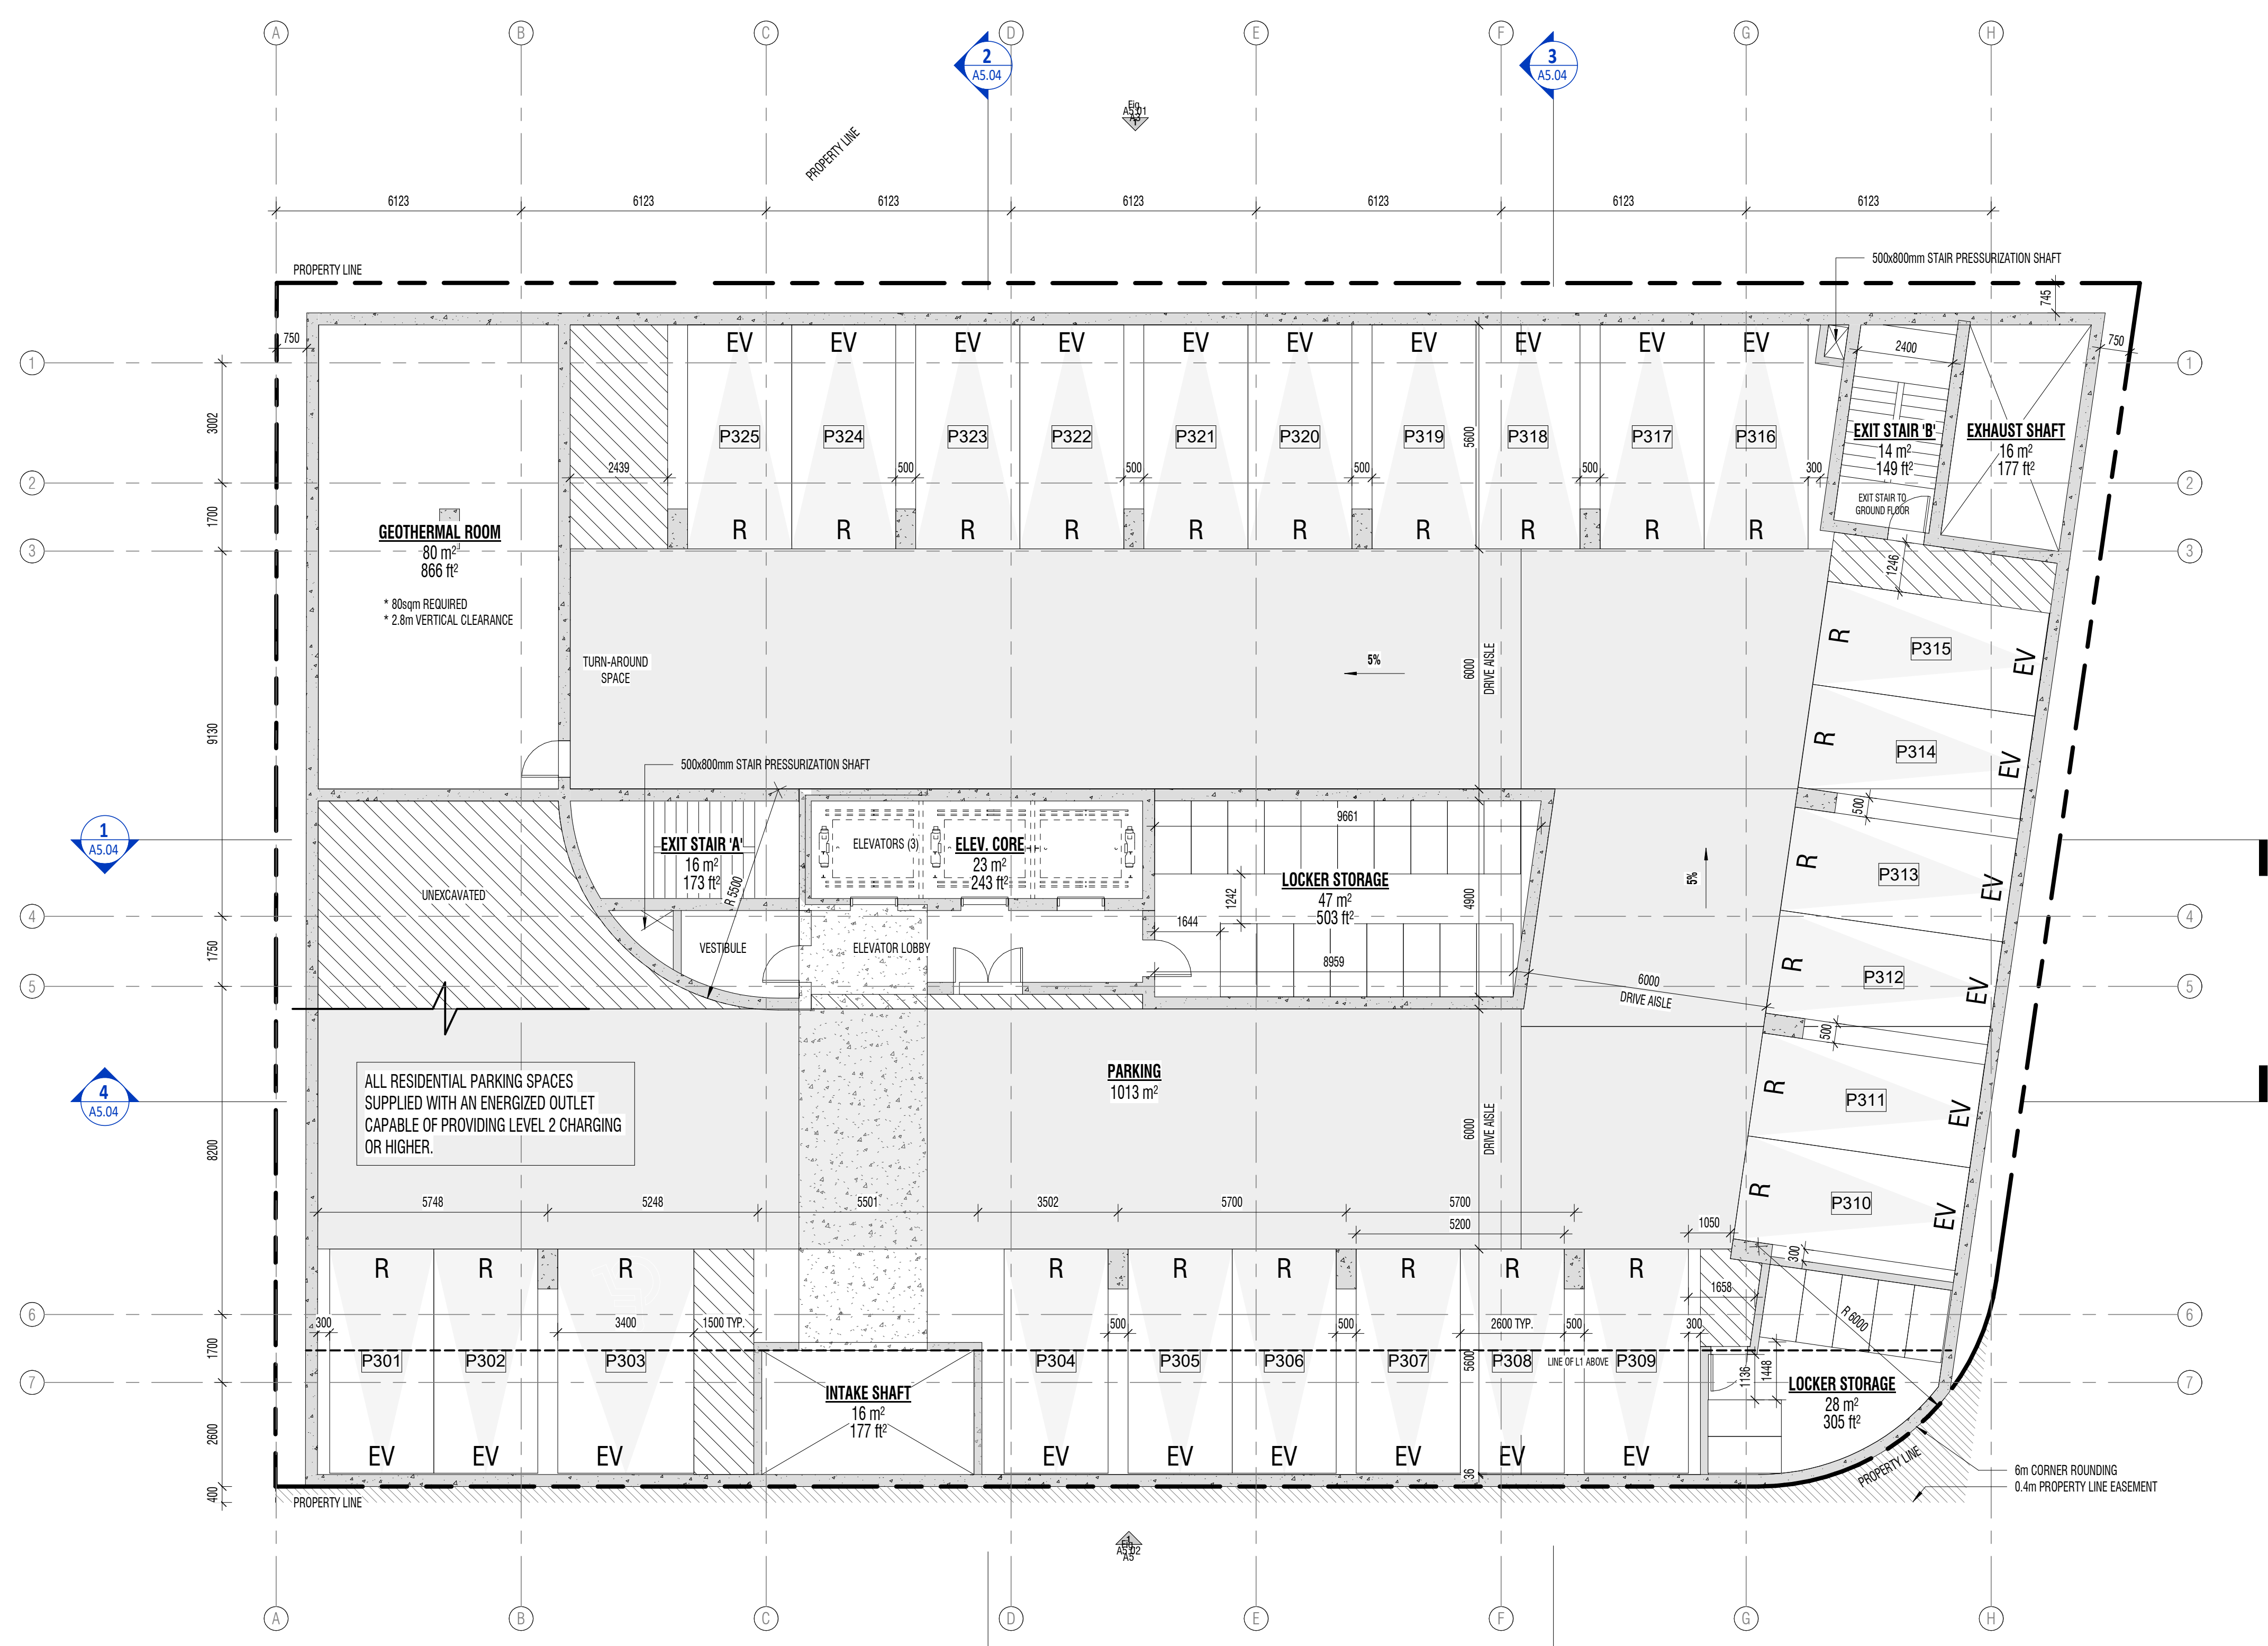 A
B
C
D
E
F
G
H
2
A5.04
3
A5.04
A5.01
PROPERTY LINE
6123
6123
6123
6123
6123
6123
6123
PROPERTY LINE
500x800mm STAIR PRESSURIZATION SHAFT
745
750
750
1
1
EV
EV
EV
EV
EV
EV
EV
EV
EV
EV
2400
3002
P325
P324
P323
P322
P321
P320
P319
P318
P317
P316
5600
EXIT STAIR 'B'
14 m²
149 ft²
EXHAUST SHAFT
16 m²
177 ft²
2439
500
500
500
500
300
2
2
EXIT STAIR TO
GROUND FLOOR
1700
R
R
R
R
R
R
R
R
R
R
GEOTHERMAL ROOM
80 m²
866 ft²
3
3
1246
* 80sqm REQUIRED
* 2.8m VERTICAL CLEARANCE
R
P315
EV
TURN-AROUND
SPACE
5%
6000
DRIVE AISLE
9130
R
P314
EV
500x800mm STAIR PRESSURIZATION SHAFT
500
1
A5.04
EXIT STAIR 'A'
16 m²
173 ft²
R 5500
ELEVATORS (3)
ELEV. CORE
23 m²
243 ft²
9661
LOCKER STORAGE
47 m²
503 ft²
4900
1242
1644
8959
5%
R
P313
EV
UNEXCAVATED
4
4
1750
VESTIBULE
ELEVATOR LOBBY
R
P312
EV
5
5
6000
DRIVE AISLE
500
4
A5.04
ALL RESIDENTIAL PARKING SPACES
SUPPLIED WITH AN ENERGIZED OUTLET
CAPABLE OF PROVIDING LEVEL 2 CHARGING
OR HIGHER.
PARKING
1013 m²
6000
DRIVE AISLE
R
P311
EV
8200
5748
5248
5501
3502
5700
5700
5200
1050
R
P310
EV
300
R
R
R
R
R
R
R
R
R
1658
R 6000
6
6
300
3400
1500 TYP.
500
500
2600 TYP.
500
300
1700
P301
P302
P303
P304
P305
P306
P307
P308
P309
5600
LINE OF L1 ABOVE
1136
1448
7
7
INTAKE SHAFT
16 m²
177 ft²
LOCKER STORAGE
28 m²
305 ft²
2600
EV
EV
EV
EV
EV
EV
EV
EV
EV
36
PROPERTY LINE
6m CORNER ROUNDING
0.4m PROPERTY LINE EASEMENT
400
PROPERTY LINE
A5.02
A5
A
B
C
D
E
F
G
H